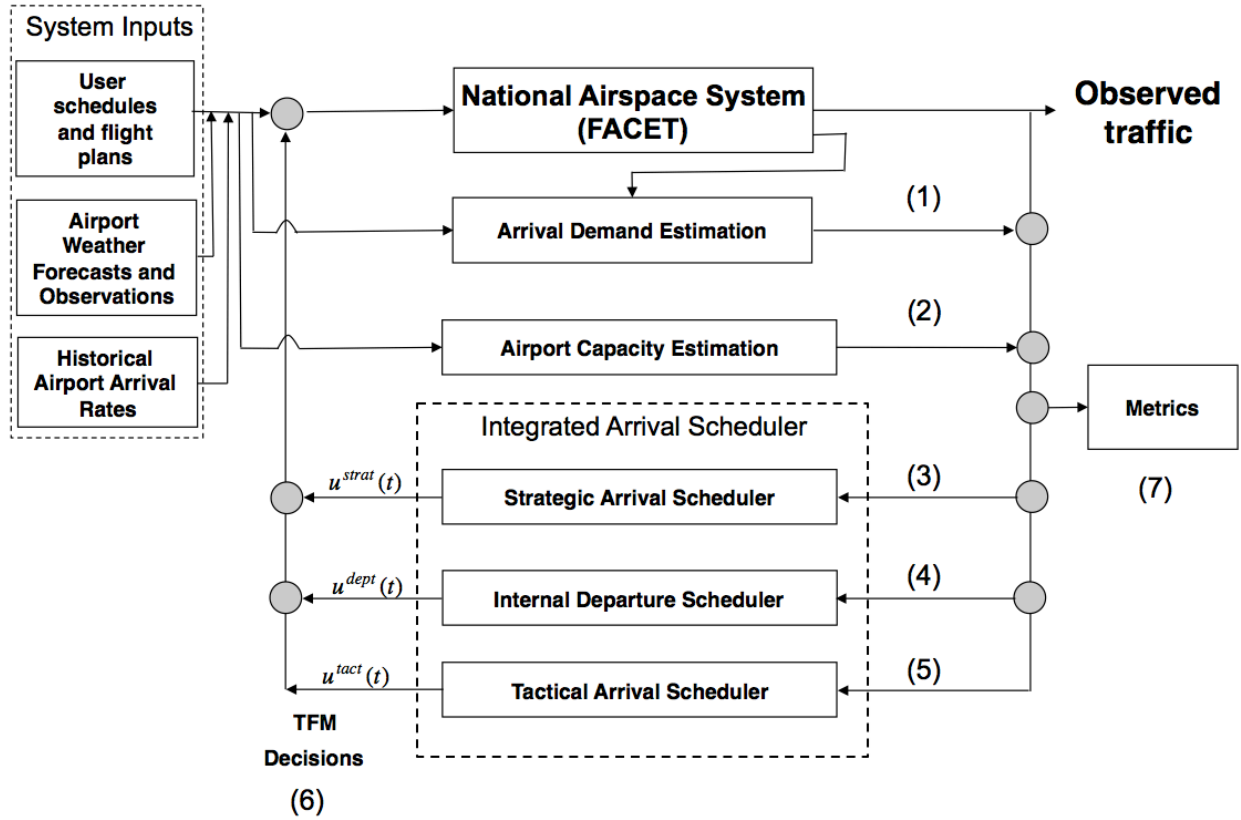 System Inputs
User
schedules
and flight
plans
Airport
Weather
Forecasts and
Observations
Historical
Airport Arrival
Rates
National Airspace System
(FACET)
Observed
traffic
Arrival Demand Estimation
(1)
Airport Capacity Estimation
(2)
Metrics
(7)
Integrated Arrival Scheduler
u^strat (t)
Strategic Arrival Scheduler
(3)
u^dept (t)
Internal Departure Scheduler
(4)
u^tact (t)
Tactical Arrival Scheduler
(5)
TFM
Decisions
(6)